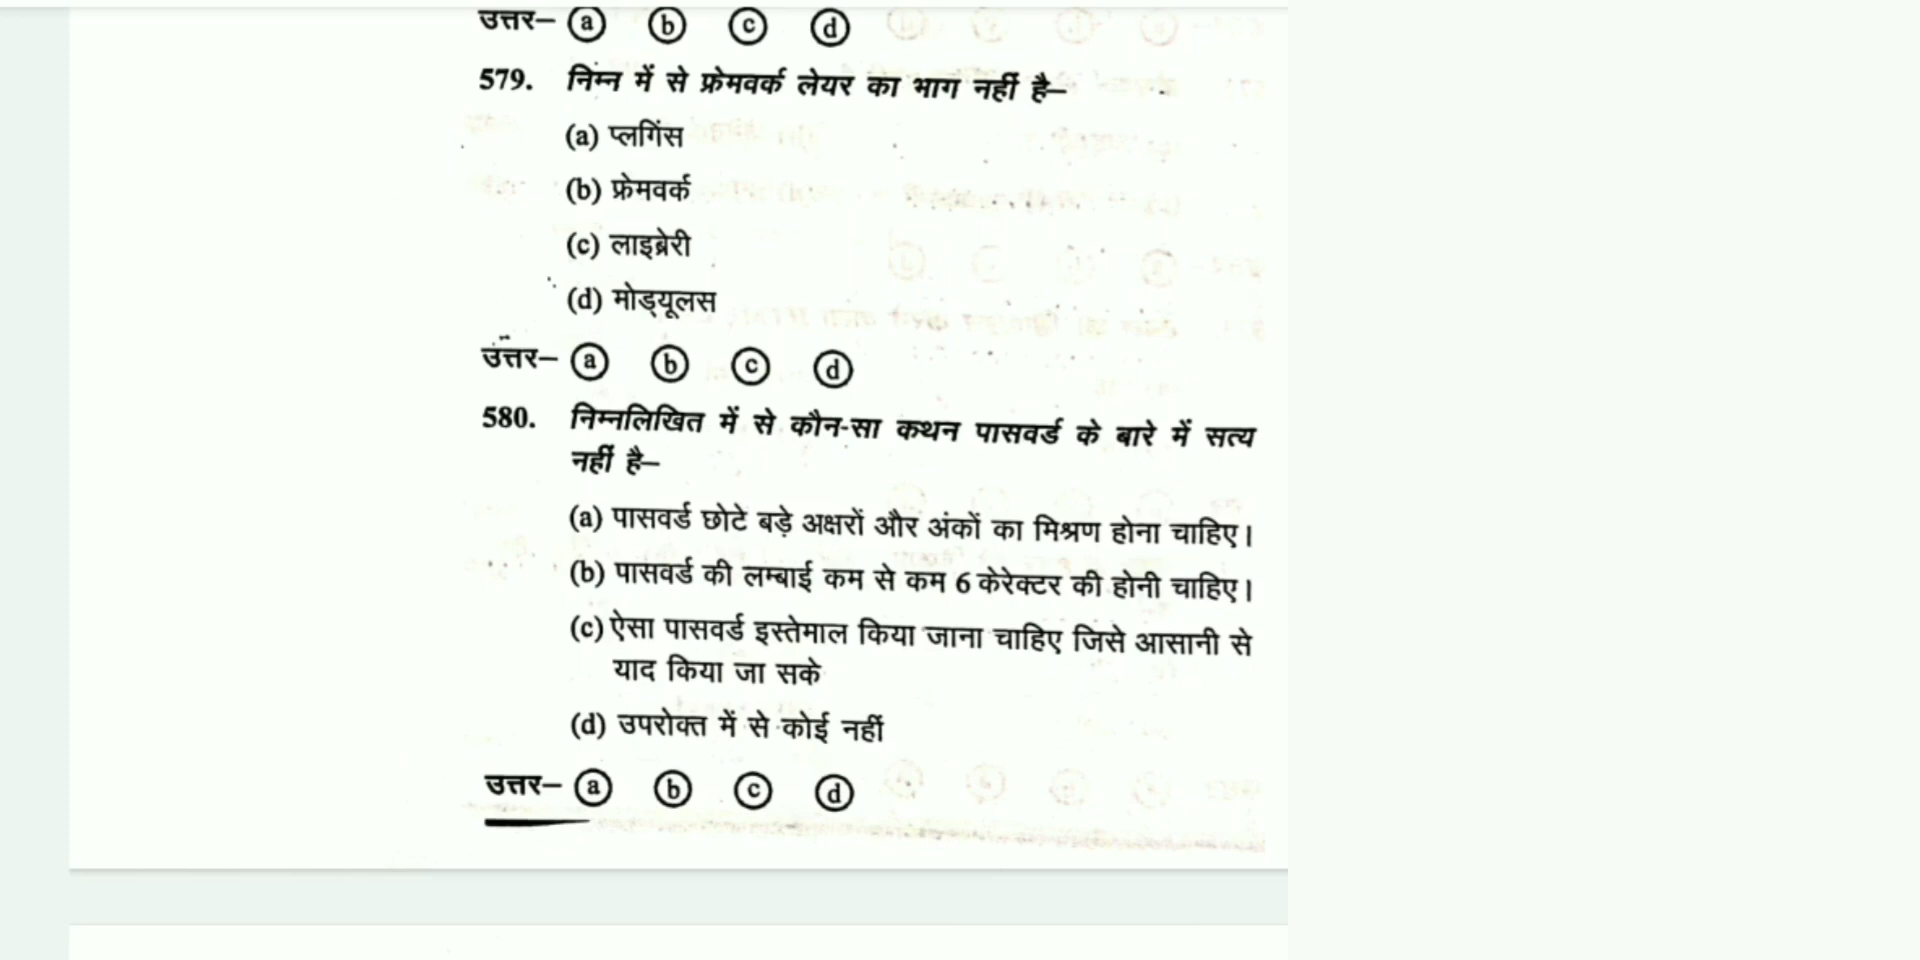 उत्तर– (a) (b) (c) (d)
579. निम्न में से फ्रेमवर्क लेयर का भाग नहीं है–
(a) प्लगिंस
(b) फ्रेमवर्क
(c) लाइब्रेरी
(d) मोड्यूलस
उत्तर– (a) (b) (c) (d)
580. निम्नलिखित में से कौन-सा कथन पासवर्ड के बारे में सत्य
नहीं है–
(a) पासवर्ड छोटे बड़े अक्षरों और अंकों का मिश्रण होना चाहिए।
(b) पासवर्ड की लम्बाई कम से कम 6 केरेक्टर की होनी चाहिए।
(c) ऐसा पासवर्ड इस्तेमाल किया जाना चाहिए जिसे आसानी से
याद किया जा सके
(d) उपरोक्त में से कोई नहीं
उत्तर– (a) (b) (c) (d)